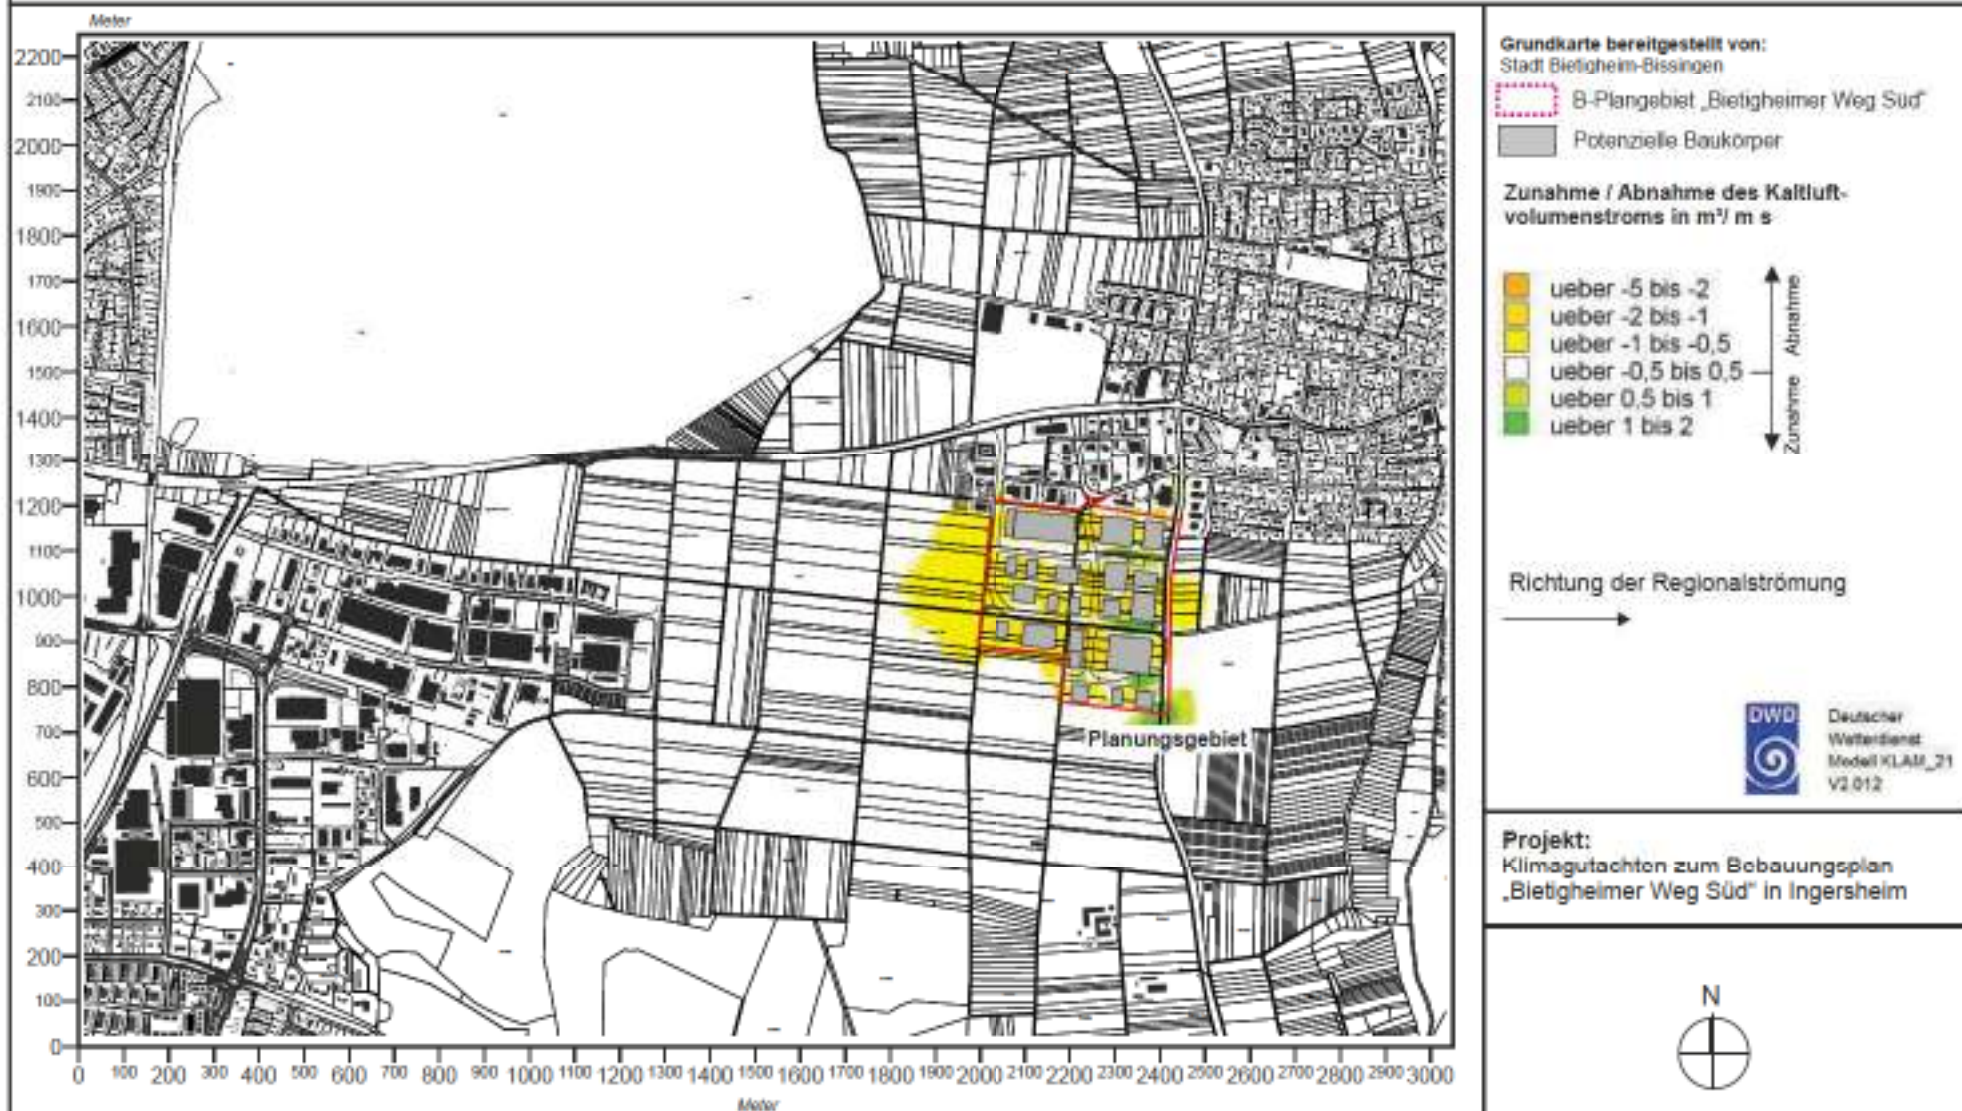 Meter
2200
2100
2000
1900
1800
1700
1600
1500
1400
1300
1200
1100
1000
900
800
700
600
500
400
300
200
100
0
0 100 200 300 400 500 600 700 800 900 1000 1100 1200 1300 1400 1500 1600 1700 1800 1900 2000 2100 2200 2300 2400 2500 2600 2700 2800 2900 3000
Meter
Planungsgebiet
Grundkarte bereitgestellt von:
Stadt Bietigheim-Bissingen
B-Plangebiet „Bietigheimer Weg Süd"
Potenzielle Baukörper
Zunahme / Abnahme des Kaltluft-
volumenstroms in m³/ m s
ueber -5 bis -2
ueber -2 bis -1
ueber -1 bis -0,5
ueber -0,5 bis 0,5
ueber 0,5 bis 1
ueber 1 bis 2
Abnahme
Zunahme
Richtung der Regionalströmung
DWD
Deutscher
Wetterdienst
Modell KLAM_21
V2.012
Projekt:
Klimagutachten zum Bebauungsplan
„Bietigheimer Weg Süd" in Ingersheim
N